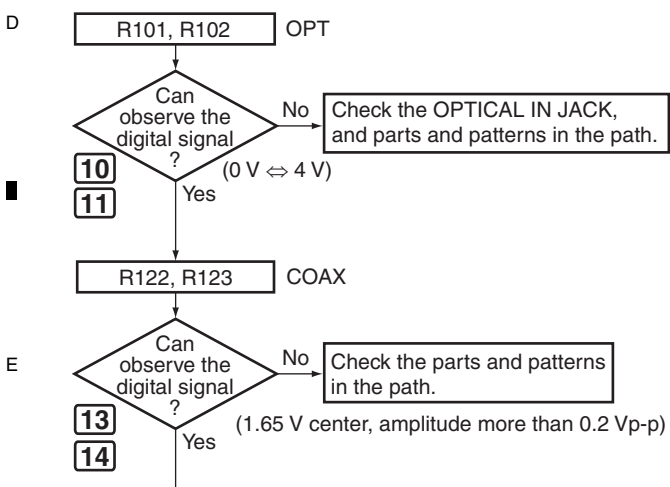 D
R101, R102 OPT
Can
observe the
digital signal
?
No
Check the OPTICAL IN JACK,
and parts and patterns in the path.
(0 V ⇔ 4 V)
10
11
Yes
R122, R123 COAX
E
Can
observe the
digital signal
?
No
Check the parts and patterns
in the path.
(1.65 V center, amplitude more than 0.2 Vp-p)
13
14
Yes